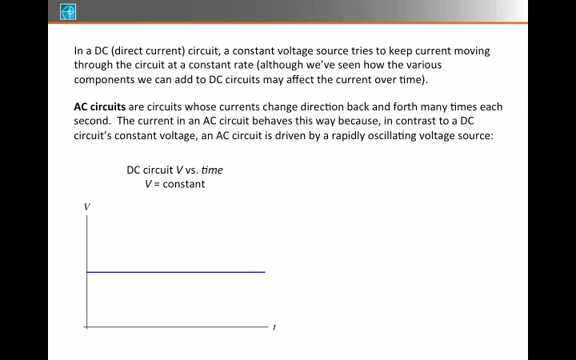 In a DC (direct current) circuit, a constant voltage source tries to keep current moving
through the circuit at a constant rate (although we've seen how the various
components we can add to DC circuits may affect the current over time).
AC circuits are circuits whose currents change direction back and forth many times each
second.  The current in an AC circuit behaves this way because, in contrast to a DC
circuit's constant voltage, an AC circuit is driven by a rapidly oscillating voltage source:
DC circuit V vs. time
V = constant
V
t